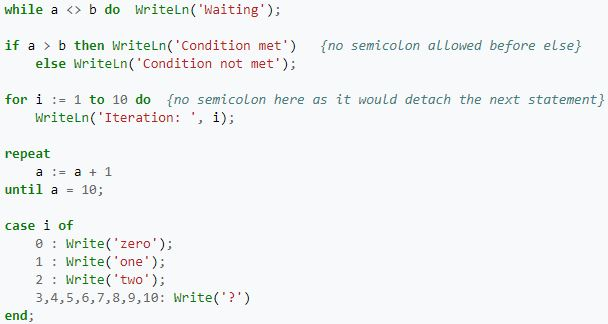 while a <> b do  WriteLn('Waiting');
if a > b then WriteLn('Condition met')   {no semicolon allowed before else}
    else WriteLn('Condition not met');
for i := 1 to 10 do  {no semicolon here as it would detach the next statement}
    WriteLn('Iteration: ', i);
repeat
    a := a + 1
until a = 10;
case i of
    0 : Write('zero');
    1 : Write('one');
    2 : Write('two');
    3,4,5,6,7,8,9,10: Write('?')
end;